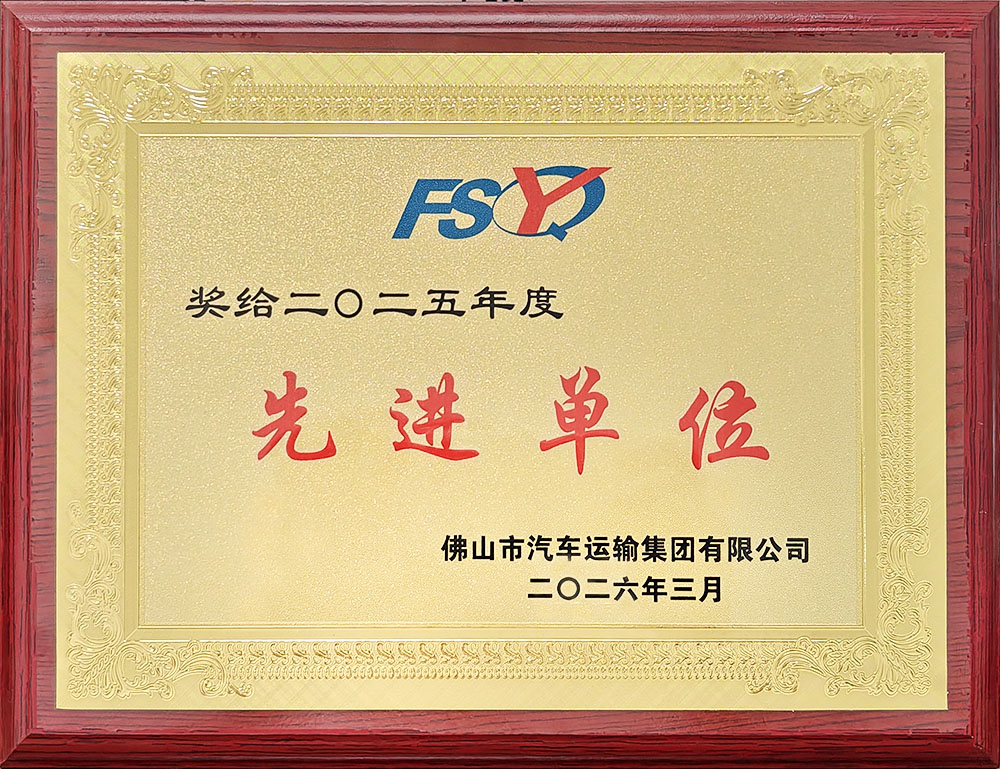 FSYQ
奖给二〇二五年度
先进单位
佛山市汽车运输集团有限公司
二〇二六年三月